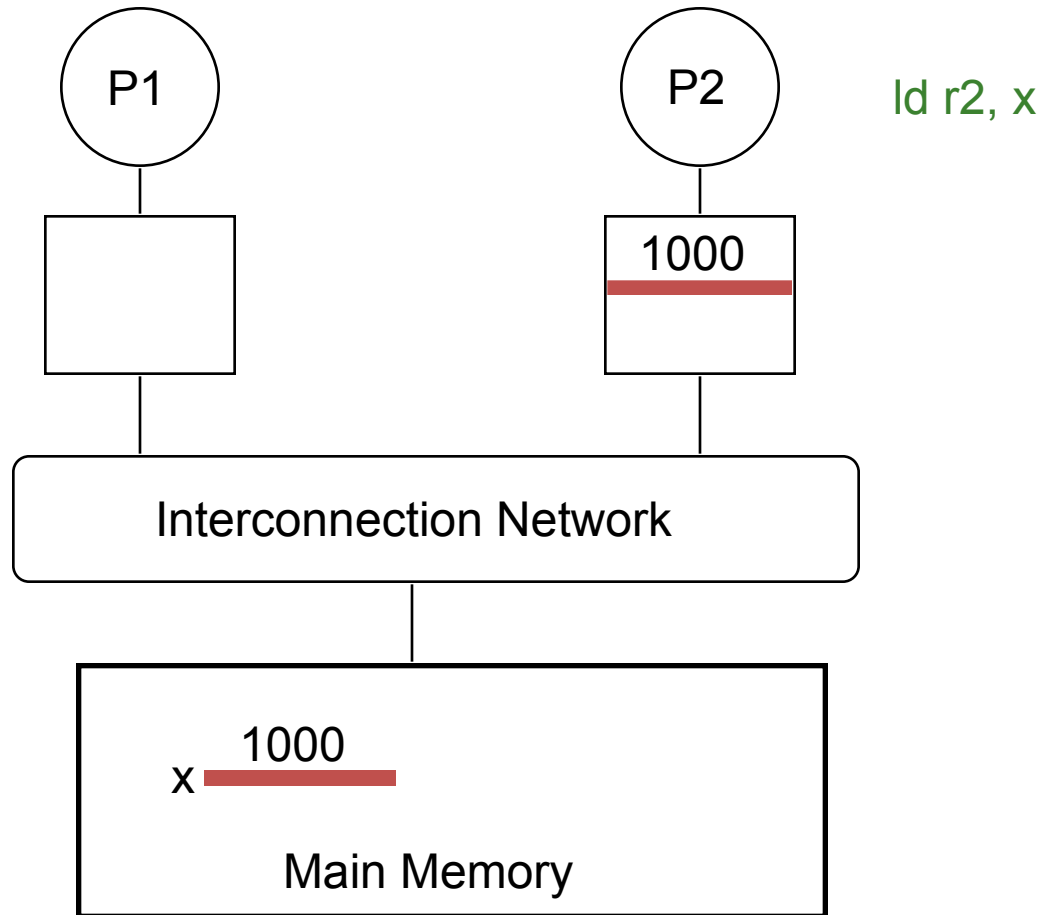 P1
P2
ld r2, x
1000
Interconnection Network
1000
x
Main Memory